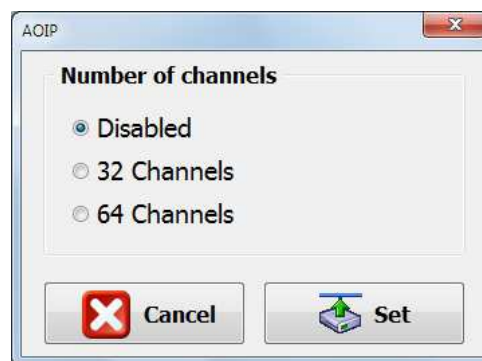 AOIP
Number of channels
Disabled
32 Channels
64 Channels
Cancel
Set